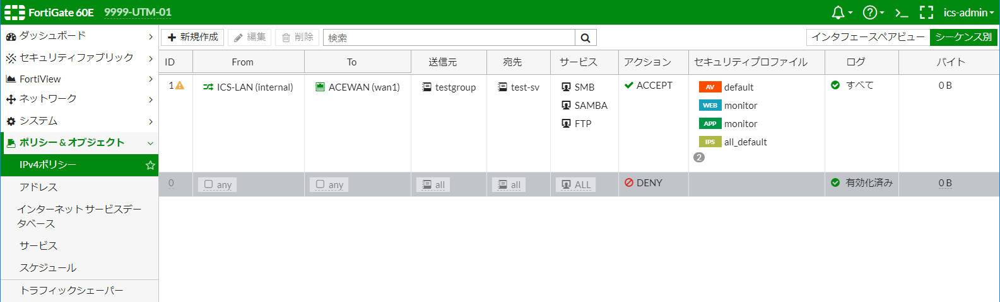 FortiGate 60E 9999-UTM-01 ics-admin
ダッシュボード
セキュリティファブリック
FortiView
ネットワーク
システム
ポリシー & オブジェクト
IPv4ポリシー
アドレス
インターネット サービスデー
タベース
サービス
スケジュール
トラフィックシェーパー
新規作成 編集 削除 検索 インタフェースペアビュー シーケンス別
ID From To 送信元 宛先 サービス アクション セキュリティプロファイル ログ バイト
1 ICS-LAN (internal) ACEWAN (wan1) testgroup test-sv SMB ACCEPT AV default すべて 0 B
SAMBA WEB monitor
FTP APP monitor
IPS all_default
2
0 any any all all ALL DENY 有効化済み 0 B